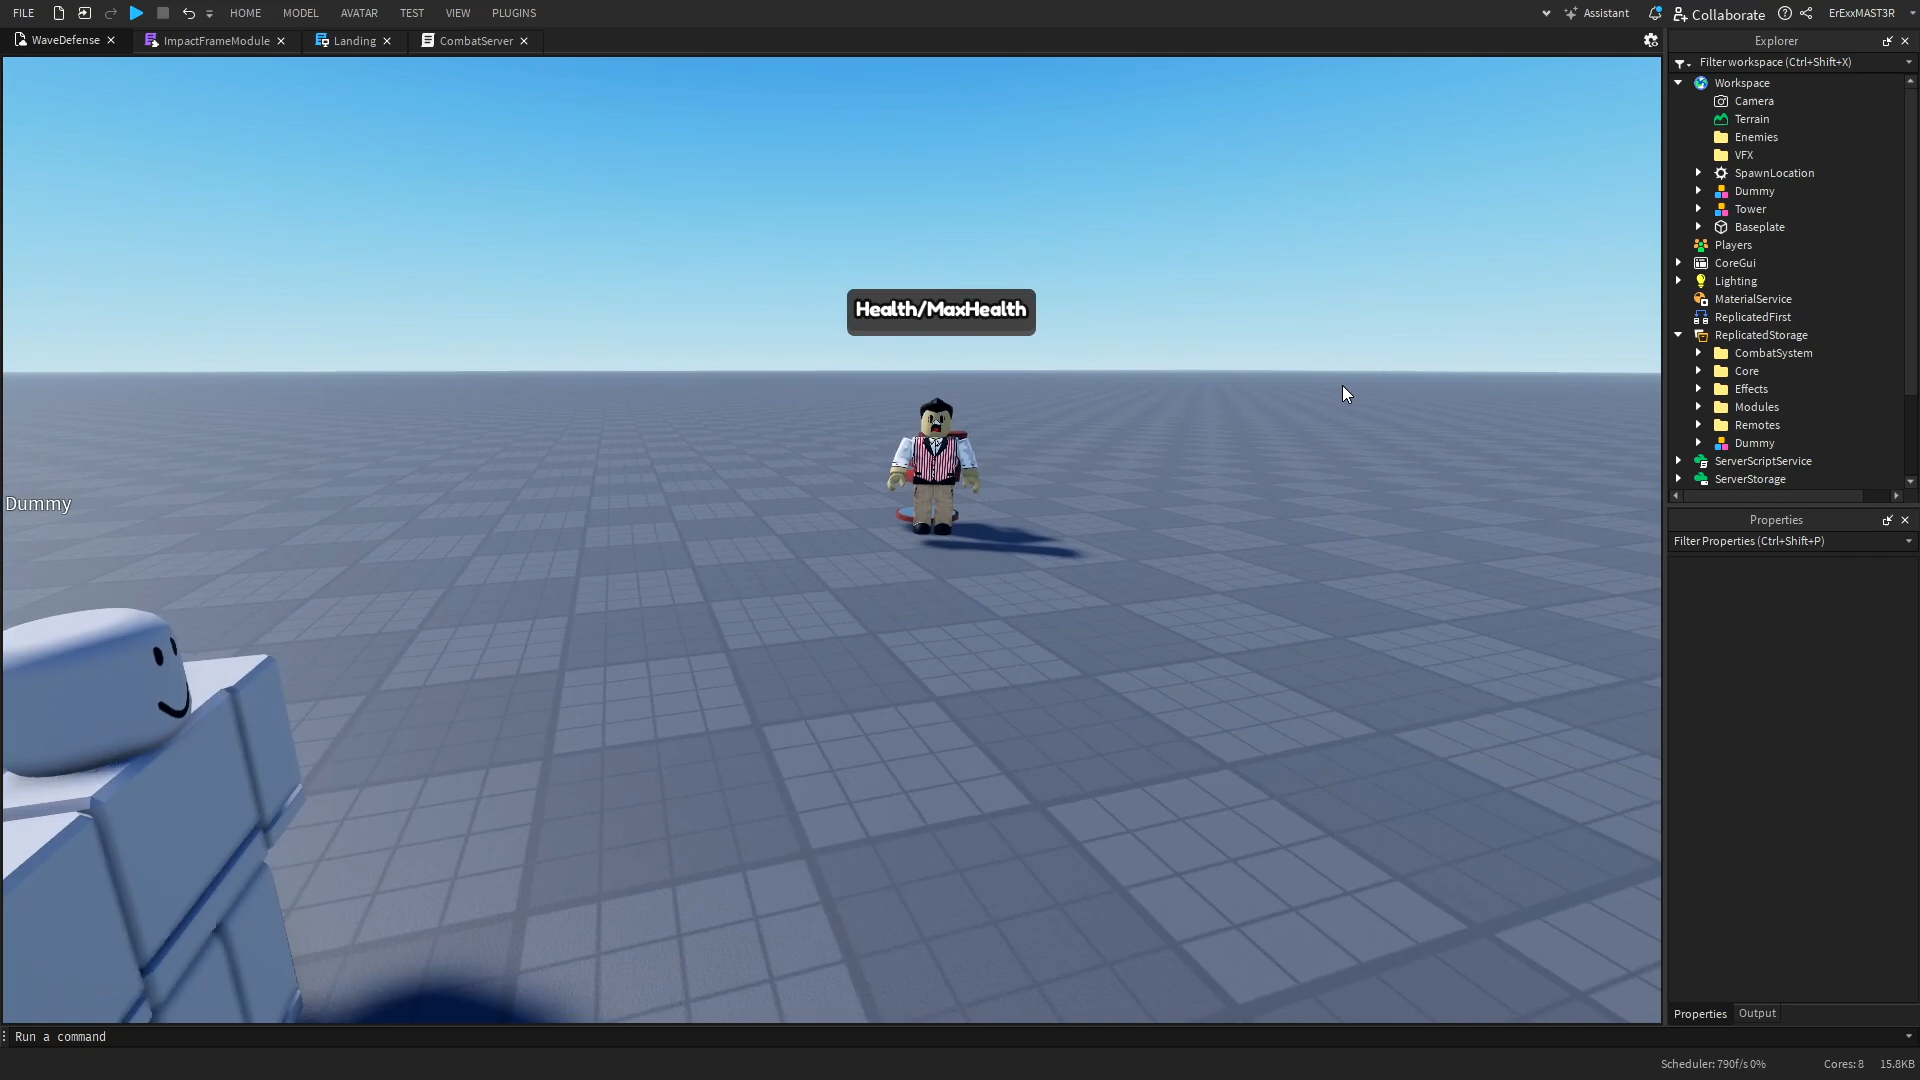 FILE
HOME
MODEL
AVATAR
TEST
VIEW
PLUGINS
Assistant
Collaborate
ErExxMAST3R
WaveDefense
ImpactFrameModule
Landing
CombatServer
Health/MaxHealth
Dummy
Explorer
Filter workspace (Ctrl+Shift+X)
Workspace
Camera
Terrain
Enemies
VFX
SpawnLocation
Dummy
Tower
Baseplate
Players
CoreGui
Lighting
MaterialService
ReplicatedFirst
ReplicatedStorage
CombatSystem
Core
Effects
Modules
Remotes
Dummy
ServerScriptService
ServerStorage
Properties
Filter Properties (Ctrl+Shift+P)
Properties
Output
Run a command
Scheduler: 790f/s 0%
Cores: 8
15.8KB